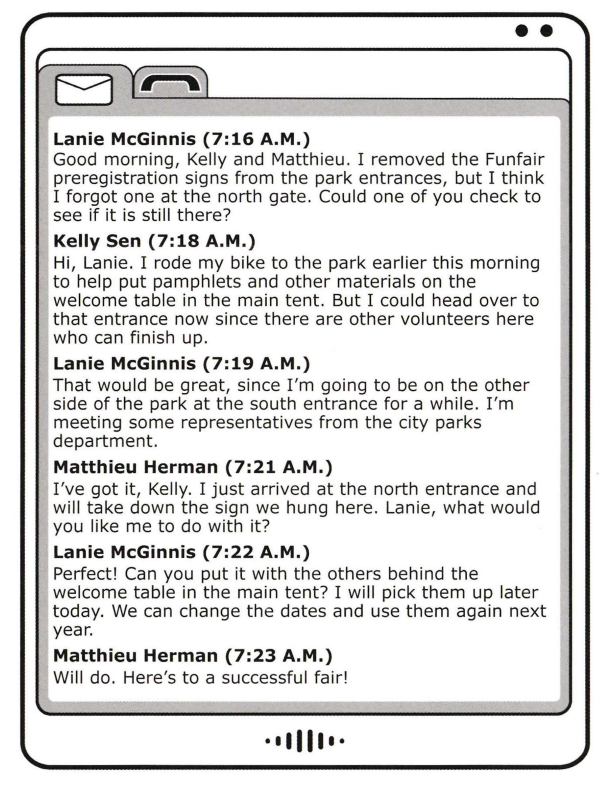 Lanie McGinnis (7:16 A.M.)
Good morning, Kelly and Matthieu. I removed the Funfair
preregistration signs from the park entrances, but I think
I forgot one at the north gate. Could one of you check to
see if it is still there?
Kelly Sen (7:18 A.M.)
Hi, Lanie. I rode my bike to the park earlier this morning
to help put pamphlets and other materials on the
welcome table in the main tent. But I could head over to
that entrance now since there are other volunteers here
who can finish up.
Lanie McGinnis (7:19 A.M.)
That would be great, since I'm going to be on the other
side of the park at the south entrance for a while. I'm
meeting some representatives from the city parks
department.
Matthieu Herman (7:21 A.M.)
I've got it, Kelly. I just arrived at the north entrance and
will take down the sign we hung here. Lanie, what would
you like me to do with it?
Lanie McGinnis (7:22 A.M.)
Perfect! Can you put it with the others behind the
welcome table in the main tent? I will pick them up later
today. We can change the dates and use them again next
year.
Matthieu Herman (7:23 A.M.)
Will do. Here's to a successful fair!